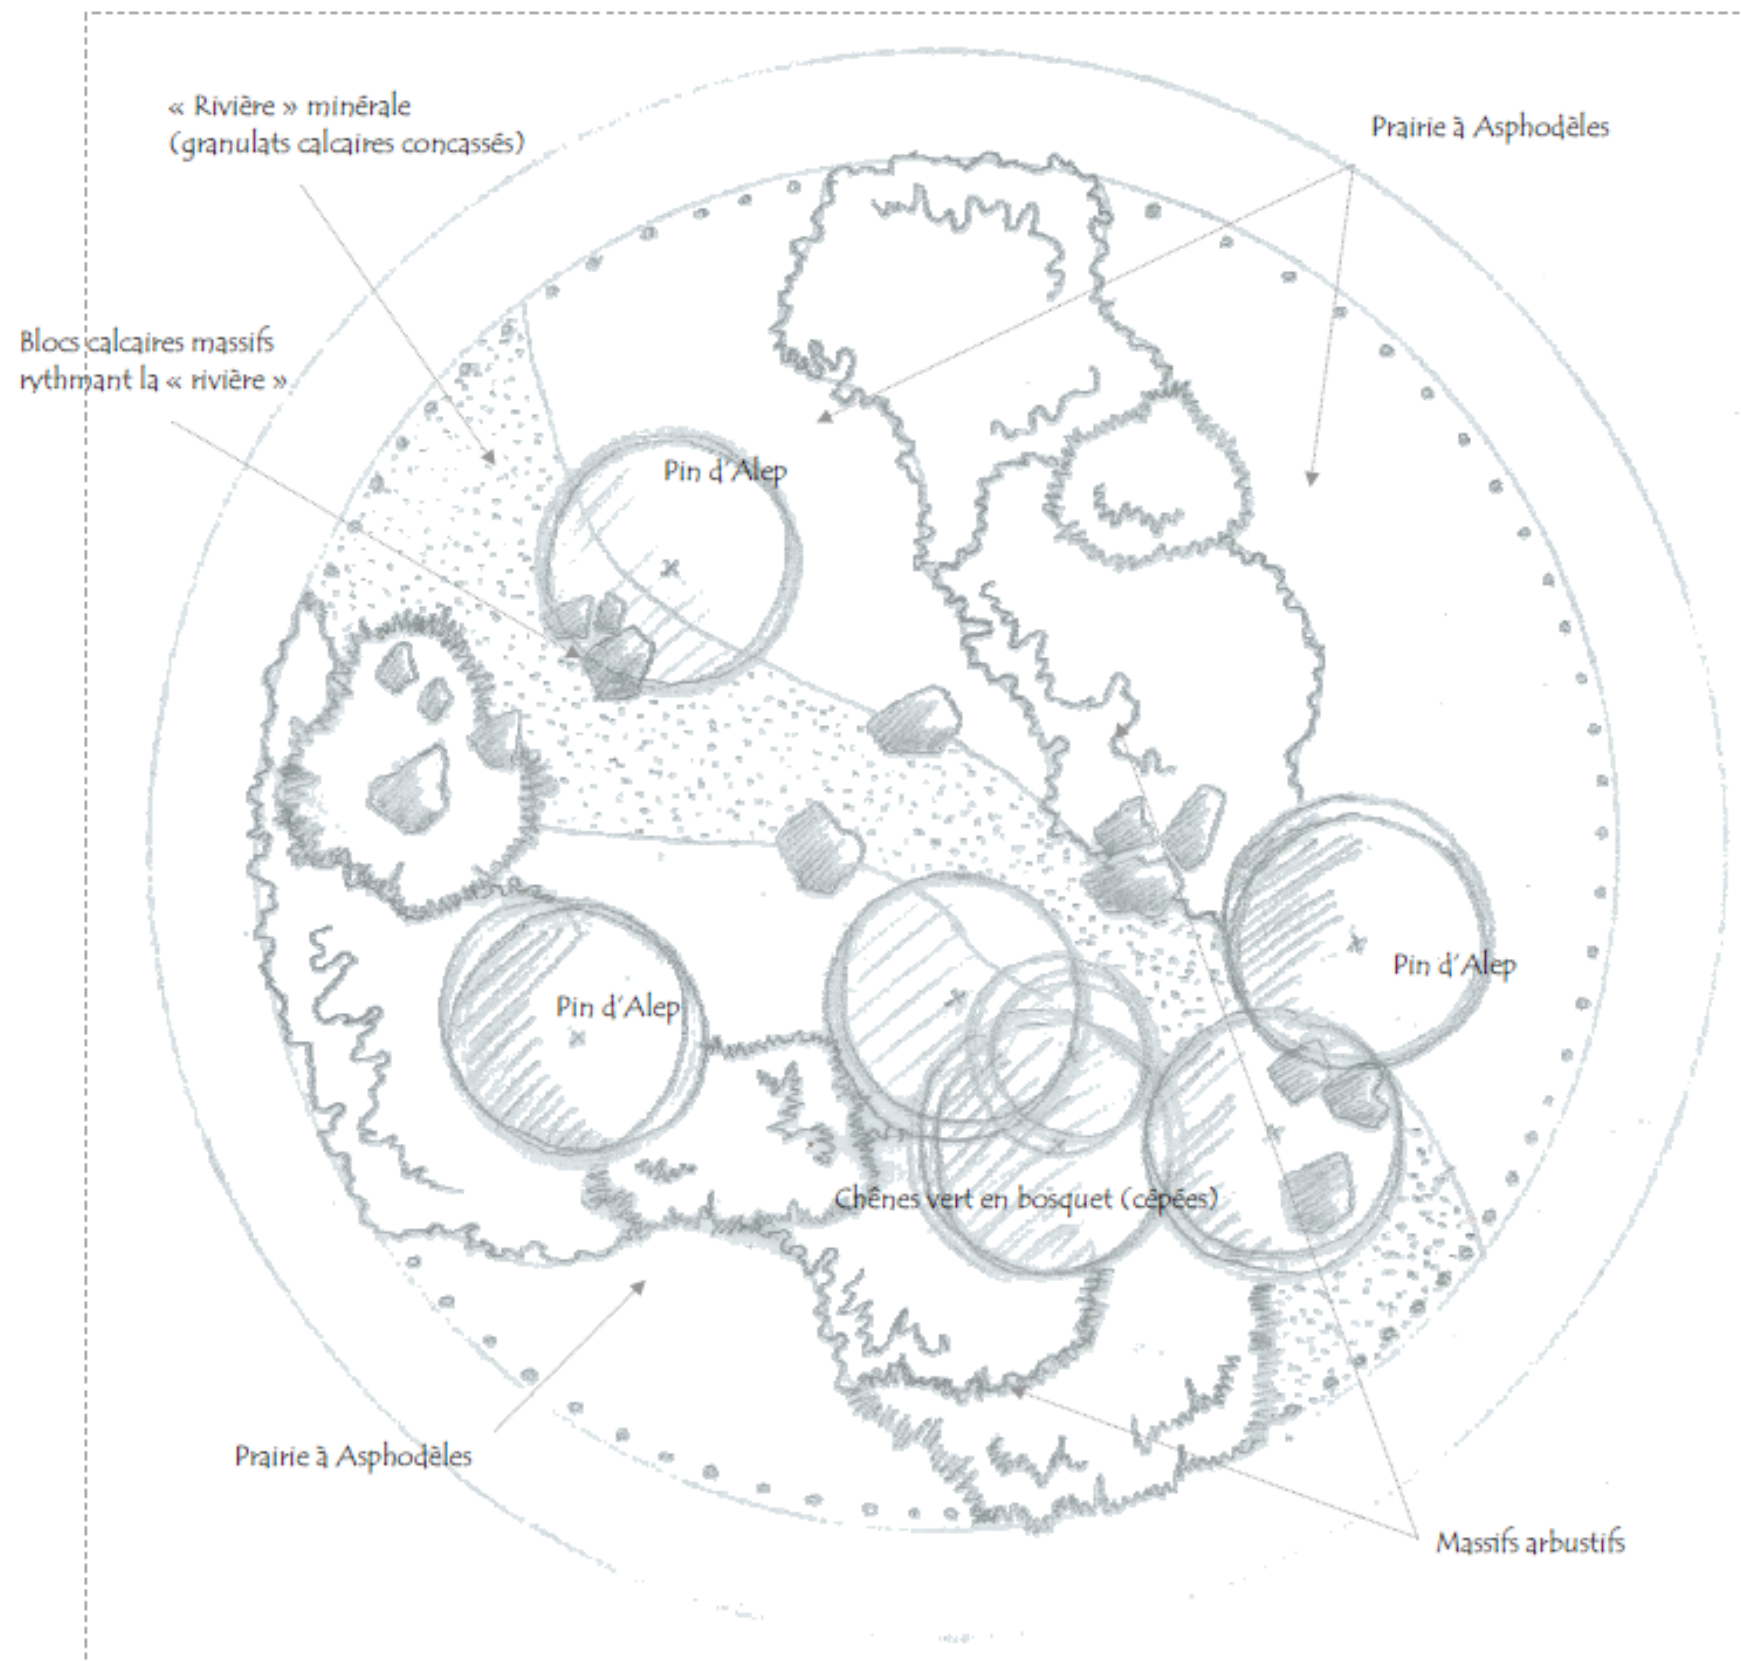 « Rivière » minérale
(granulats calcaires concassés)
Prairie à Asphodèles
Blocs calcaires massifs
rythmant la « rivière »
Pin d'Alep
Pin d'Alep
Pin d'Alep
Chênes vert en bosquet (cépées)
Prairie à Asphodèles
Massifs arbustifs